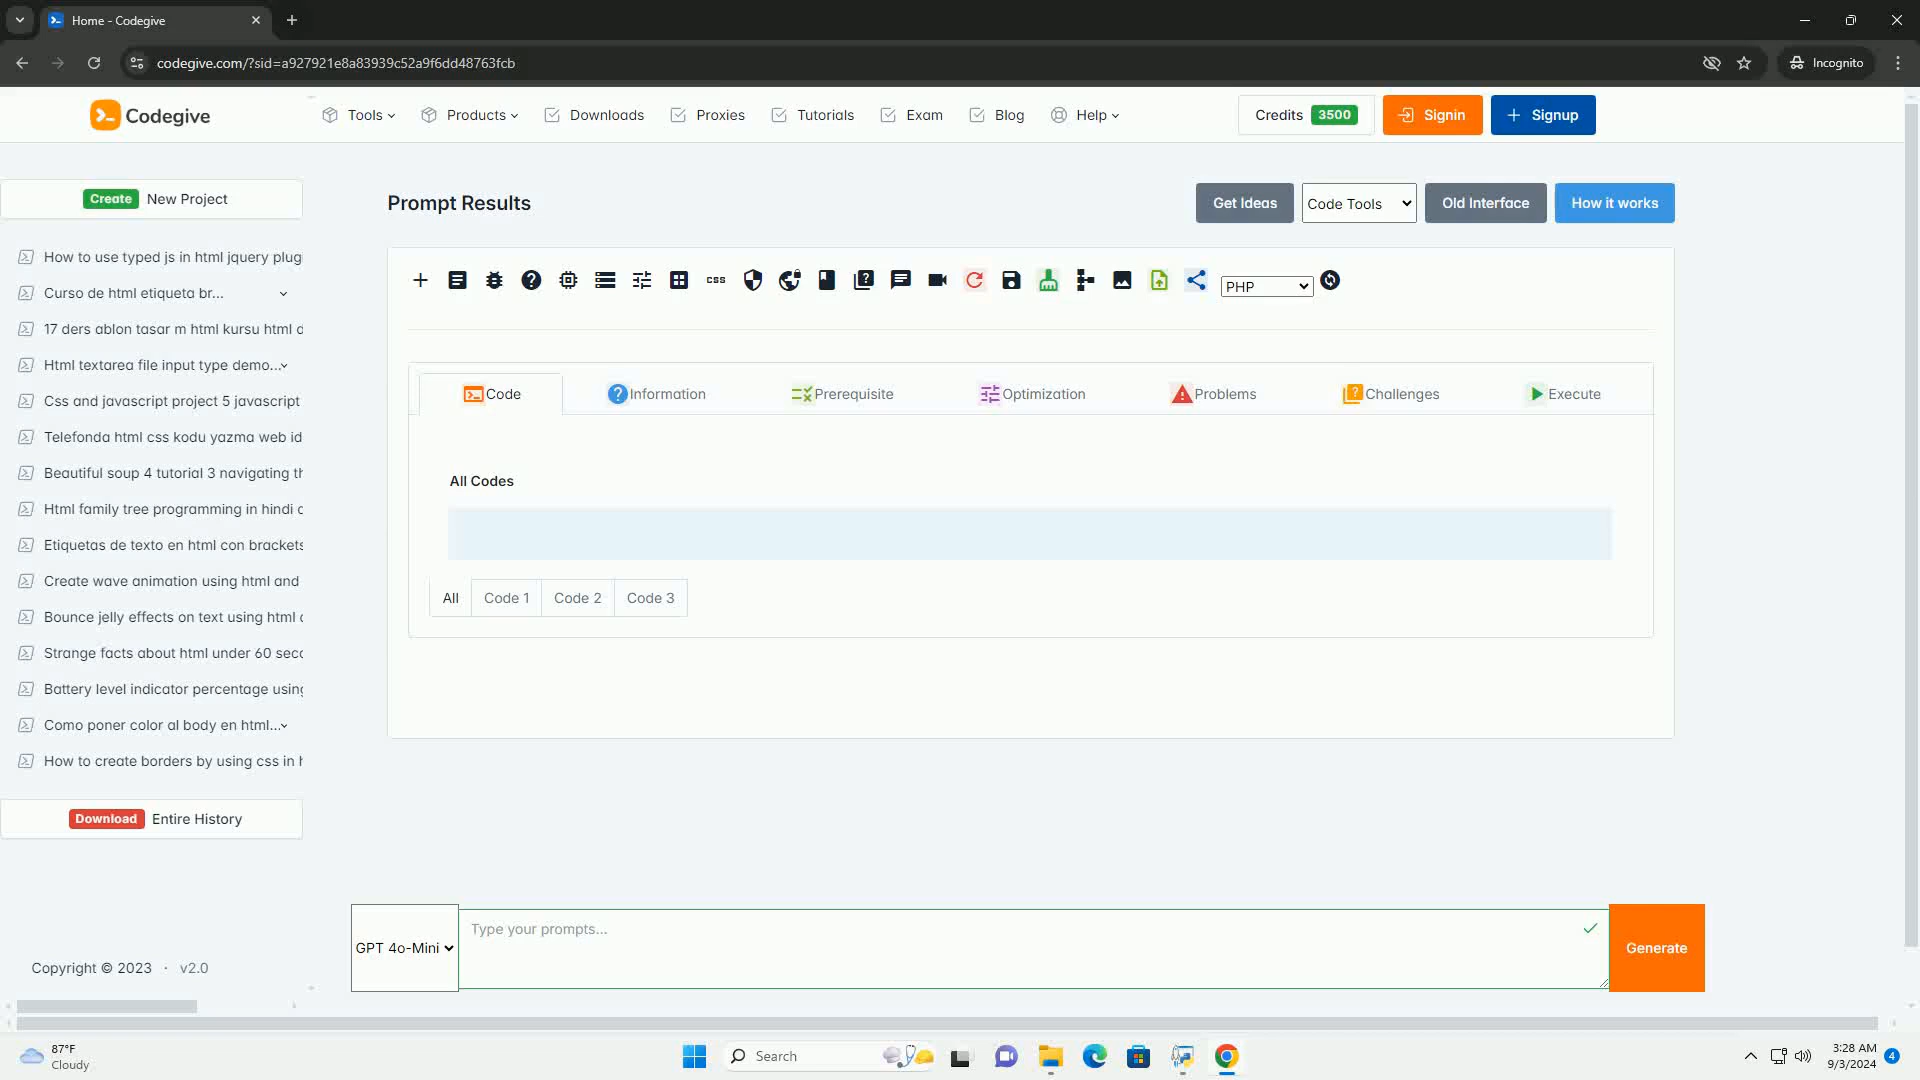 Home - Codegive
codegive.com/?sid=a927921e8a83939c52a9f6dd48763fcb
Incognito
Codegive
Tools
Products
Downloads
Proxies
Tutorials
Exam
Blog
Help
Credits 3500
Signin
Signup
Create New Project
How to use typed js in html jquery plug
Curso de html etiqueta br...
17 ders ablon tasar m html kursu html d
Html textarea file input type demo...
Css and javascript project 5 javascript
Telefonda html css kodu yazma web id
Beautiful soup 4 tutorial 3 navigating th
Html family tree programming in hindi c
Etiquetas de texto en html con brackets
Create wave animation using html and
Bounce jelly effects on text using html c
Strange facts about html under 60 seco
Battery level indicator percentage using
Como poner color al body en html...
How to create borders by using css in h
Download Entire History
Copyright © 2023 · v2.0
Prompt Results
Get Ideas
Code Tools
Old Interface
How it works
css
PHP
Code
Information
Prerequisite
Optimization
Problems
Challenges
Execute
All Codes
All
Code 1
Code 2
Code 3
GPT 4o-Mini
Type your prompts...
Generate
87°F
Cloudy
Search
3:28 AM
9/3/2024
4